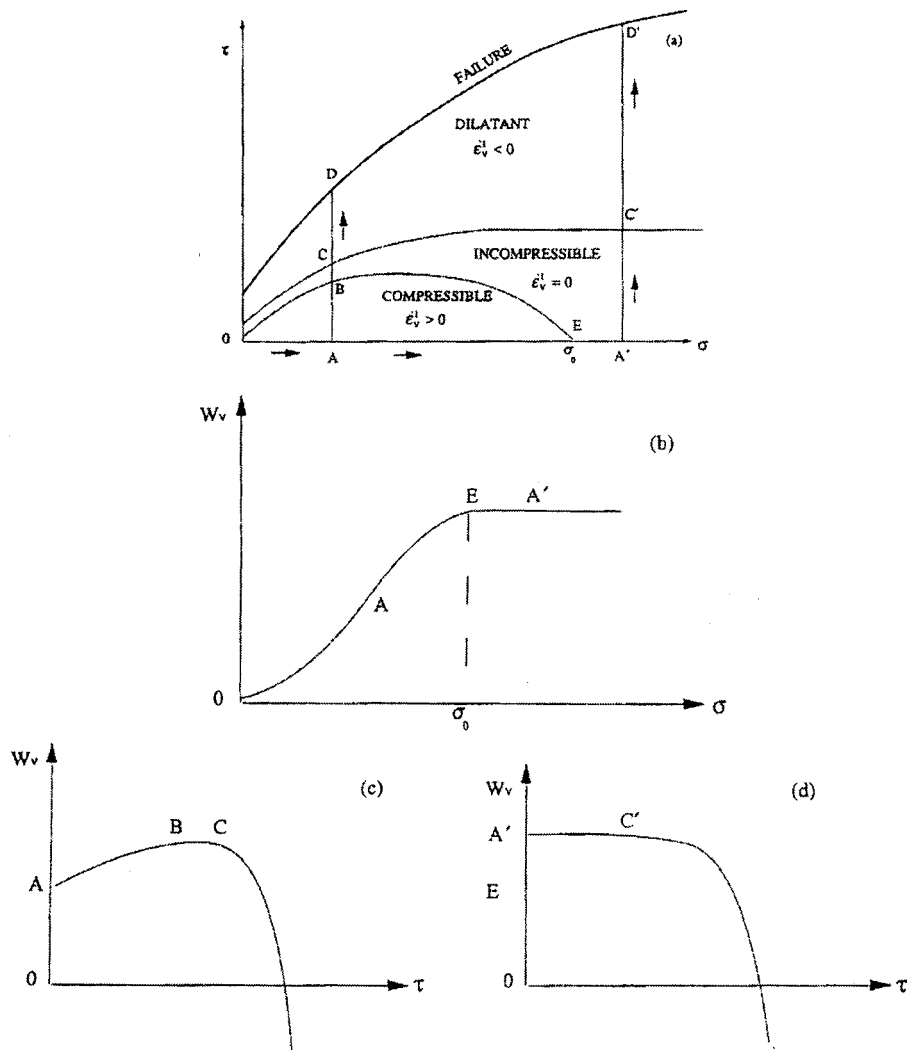 τ
(a)
D'
FAILURE
DILATANT
ε̇ᵥᴵ < 0
D
C'
C
INCOMPRESSIBLE
ε̇ᵥᴵ = 0
B
COMPRESSIBLE
ε̇ᵥᴵ > 0
E
0
A
σ₀
A'
σ
Wᵥ
(b)
E
A'
A
0
σ₀
σ
Wᵥ
(c)
B
C
A
0
τ
Wᵥ
(d)
A'
C'
E
0
τ